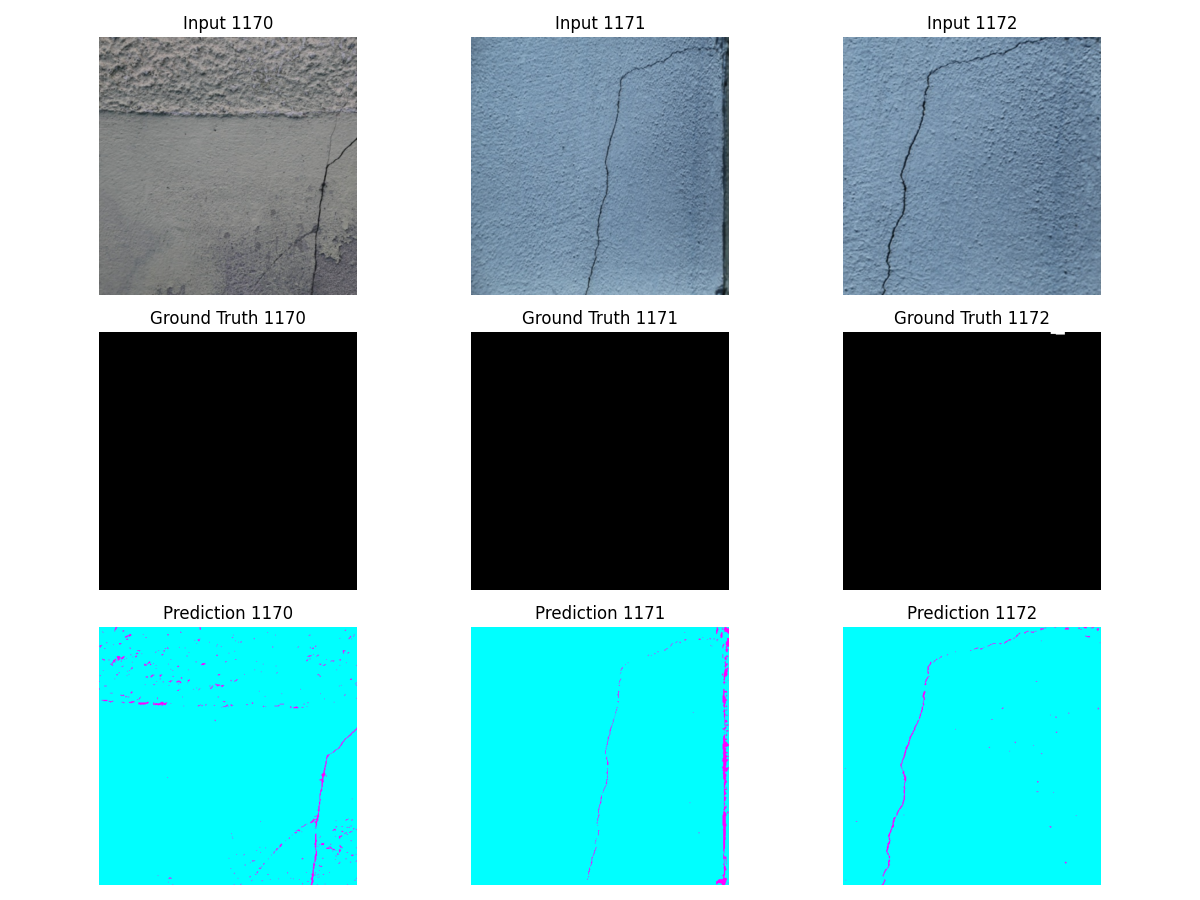 Input 1170
Input 1171
Input 1172
Ground Truth 1170
Ground Truth 1171
Ground Truth 1172
Prediction 1170
Prediction 1171
Prediction 1172